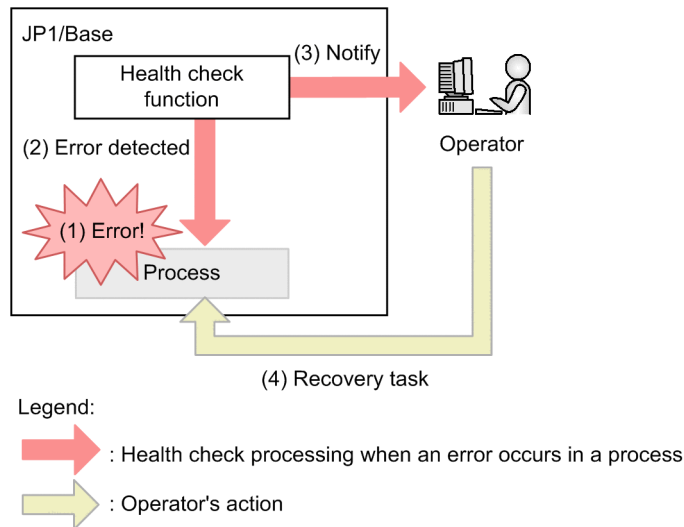 JP1/Base
Health check
function
(3) Notify
Operator
(2) Error detected
(1) Error!
Process
(4) Recovery task
Legend:
: Health check processing when an error occurs in a process
: Operator's action